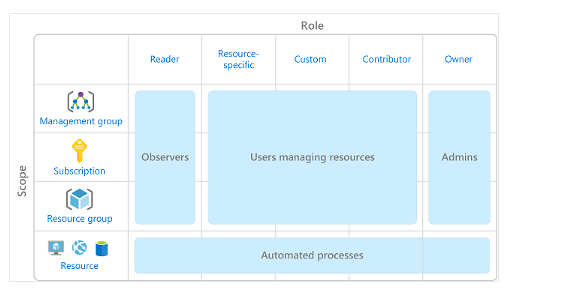 Role
Reader
Resource-
specific
Custom
Contributor
Owner
Scope
Management group
Subscription
Resource group
Resource
Observers
Users managing resources
Admins
Automated processes